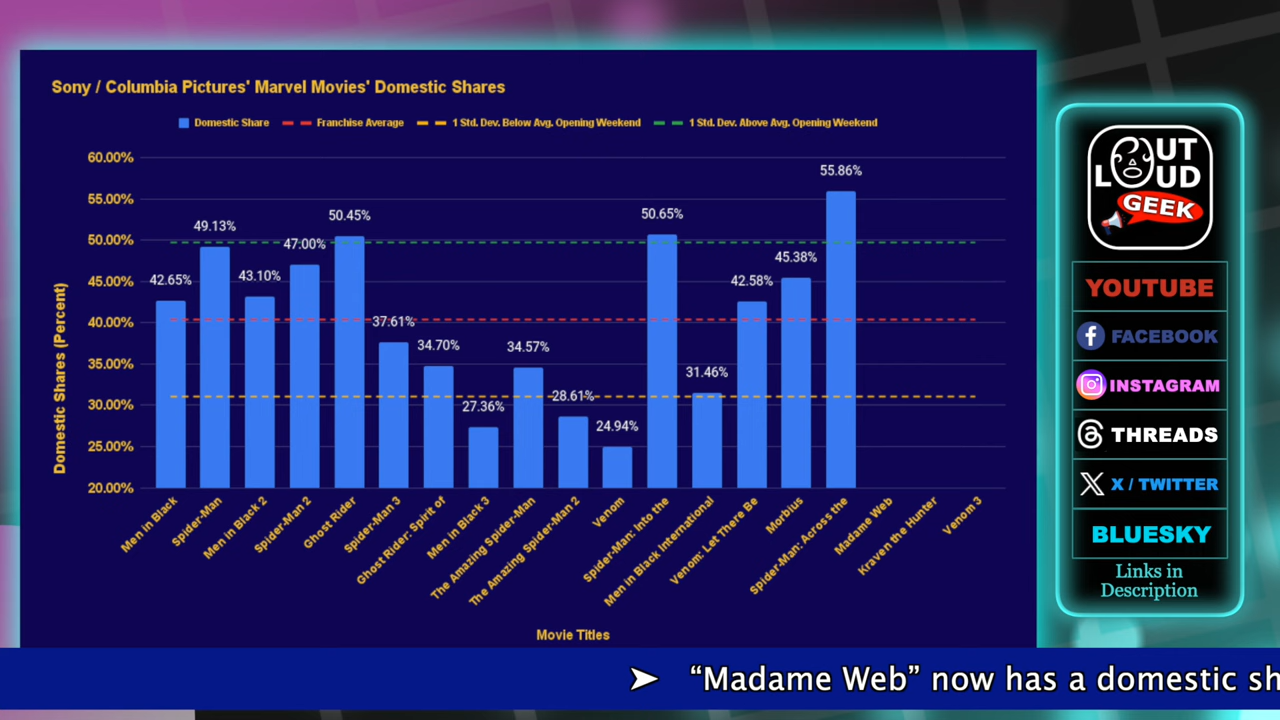 Sony / Columbia Pictures' Marvel Movies' Domestic Shares
Domestic Share
Franchise Average
1 Std. Dev. Below Avg. Opening Weekend
1 Std. Dev. Above Avg. Opening Weekend
Domestic Shares (Percent)
60.00%
55.00%
50.00%
45.00%
40.00%
35.00%
30.00%
25.00%
20.00%
42.65%
49.13%
43.10%
47.00%
50.45%
37.61%
34.70%
27.36%
34.57%
28.61%
24.94%
50.65%
31.46%
42.58%
45.38%
55.86%
Men in Black
Spider-Man
Men in Black 2
Spider-Man 2
Ghost Rider
Spider-Man 3
Ghost Rider: Spirit of
Men in Black 3
The Amazing Spider-Man
The Amazing Spider-Man 2
Venom
Spider-Man: Into the
Men in Black International
Venom: Let There Be
Morbius
Spider-Man: Across the
Madame Web
Kraven the Hunter
Venom 3
Movie Titles
OUT
LOUD
GEEK
YOUTUBE
FACEBOOK
INSTAGRAM
THREADS
X / TWITTER
BLUESKY
Links in
Description
➤ “Madame Web” now has a domestic sh